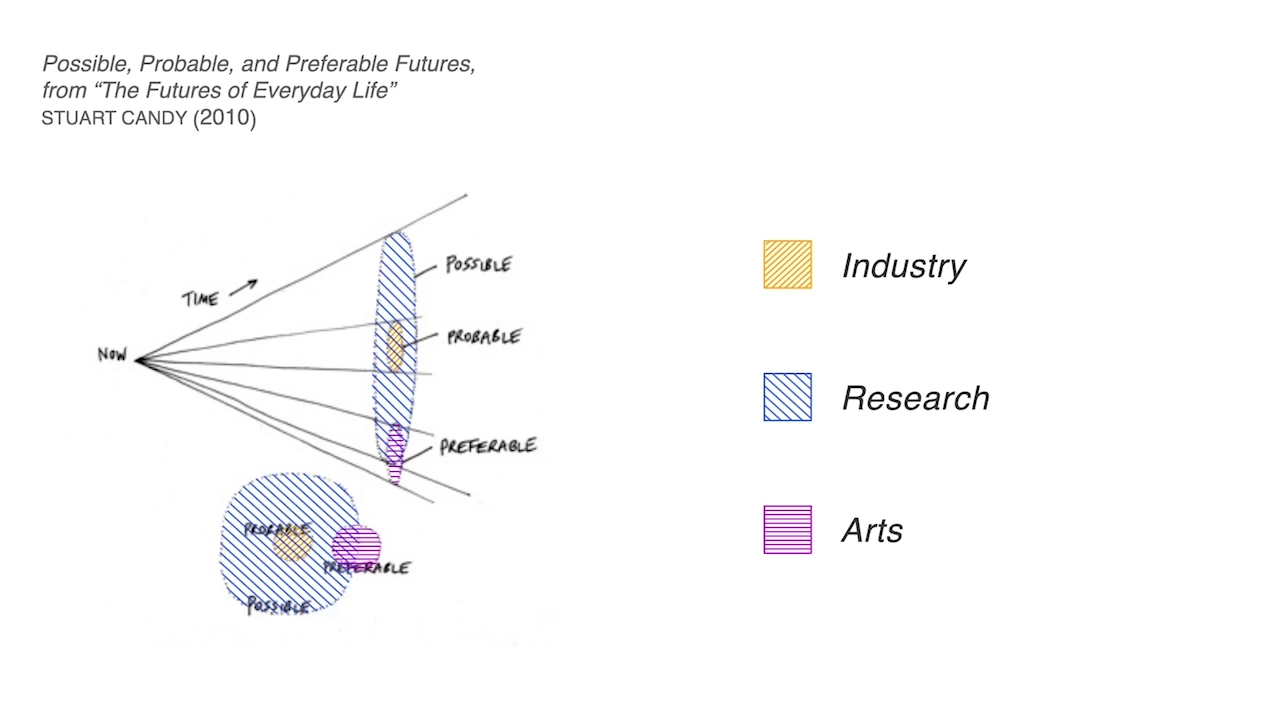 Possible, Probable, and Preferable Futures,
from “The Futures of Everyday Life”
STUART CANDY (2010)
POSSIBLE
TIME
PROBABLE
NOW
PREFERABLE
PROBABLE
PREFERABLE
POSSIBLE
Industry
Research
Arts